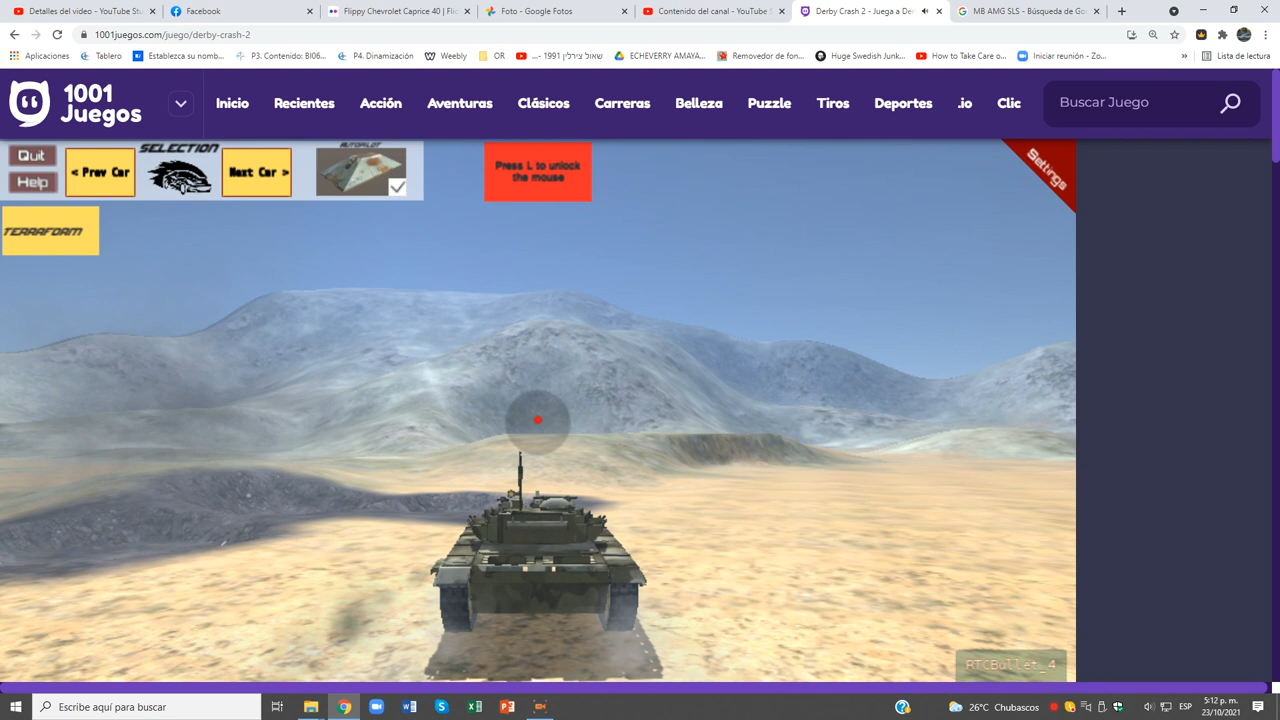 Detalles del video - YouTube Stu
Facebook
Flippy Chevrolet Caprice 40 | Flic
Foto - Google Fotos
Contenido del canal - YouTube S
Derby Crash 2 - Juega a Der
MB AMG SLS - Búsqueda de Goo
1001juegos.com/juego/derby-crash-2
Aplicaciones
Tablero
Establezca su nomb...
P3. Contenido: BI06...
P4. Dinamización
Weebly
OR
שאול צירלין 1991 -...
ECHEVERRY AMAYA...
Removedor de fon...
Huge Swedish Junk...
How to Take Care o...
Iniciar reunión - Zo...
»
Lista de lectura
1001 Juegos
Inicio
Recientes
Acción
Aventuras
Clásicos
Carreras
Belleza
Puzzle
Tiros
Deportes
.io
Clic
Buscar Juego
Quit
Help
< Prev Car
SELECTION
Next Car >
AUTOPILOT
Press L to unlock
the mouse
Settings
TERRAFORM
RTCBullet_4
Escribe aquí para buscar
26°C Chubascos
ESP
5:12 p. m.
23/10/2021